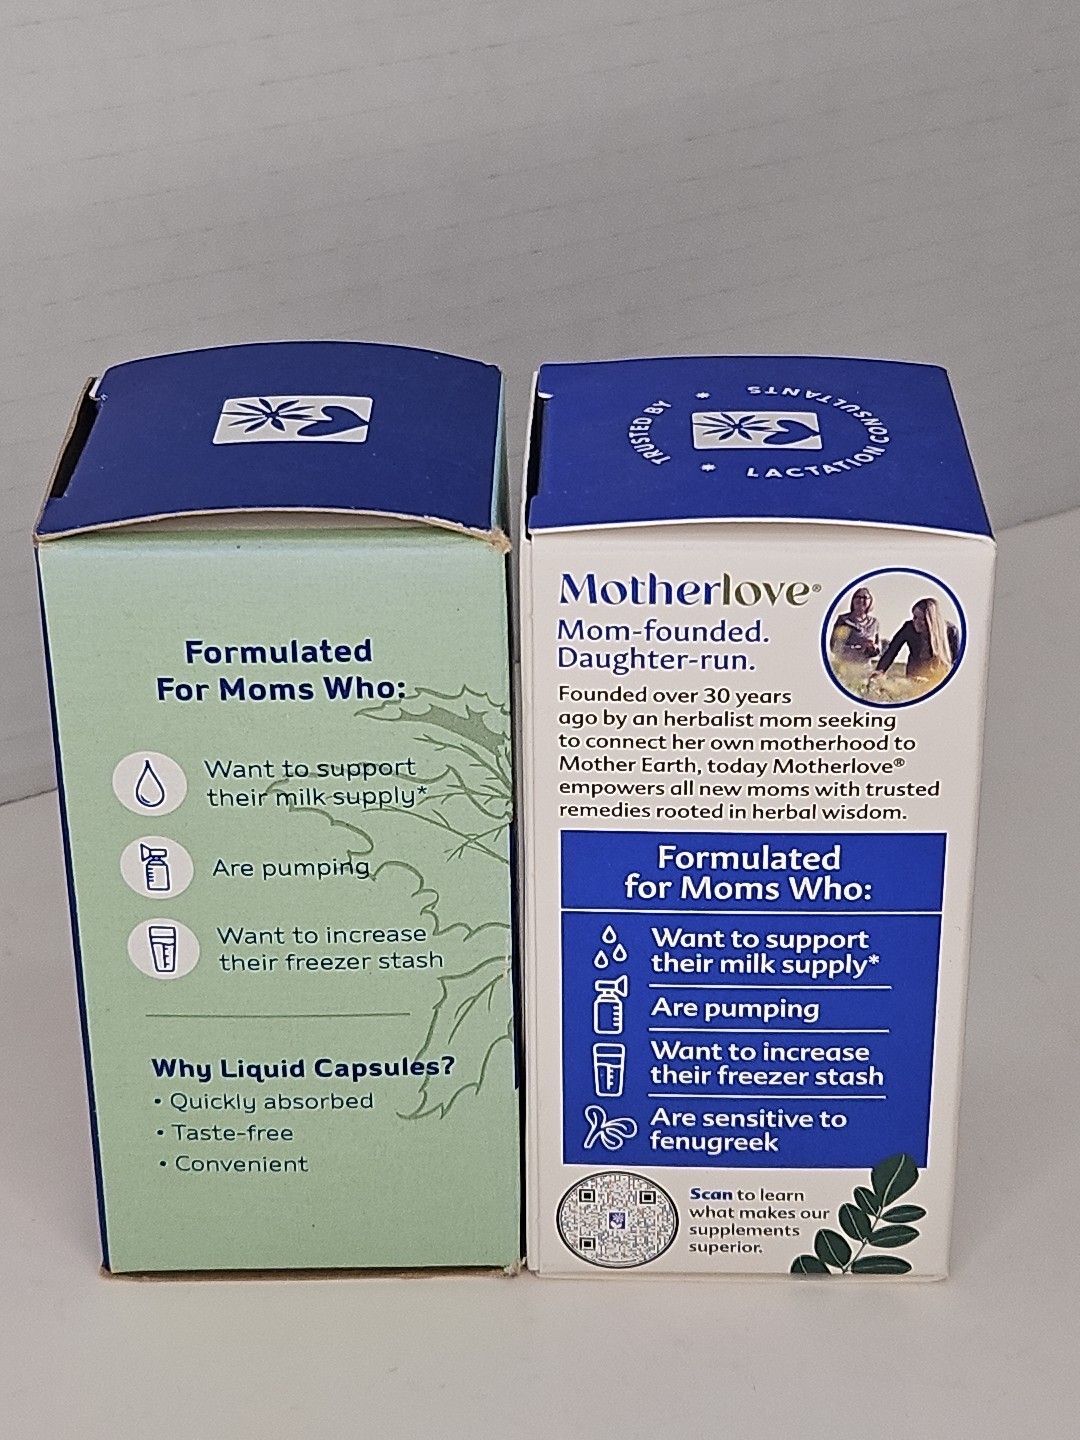 Formulated
For Moms Who:
Want to support
their milk supply*
Are pumping
Want to increase
their freezer stash
Why Liquid Capsules?
• Quickly absorbed
• Taste-free
• Convenient
TRUSTED BY * LACTATION CONSULTANTS *
Motherlove®
Mom-founded.
Daughter-run.
Founded over 30 years
ago by an herbalist mom seeking
to connect her own motherhood to
Mother Earth, today Motherlove®
empowers all new moms with trusted
remedies rooted in herbal wisdom.
Formulated
for Moms Who:
Want to support
their milk supply*
Are pumping
Want to increase
their freezer stash
Are sensitive to
fenugreek
Scan to learn
what makes our
supplements
superior.